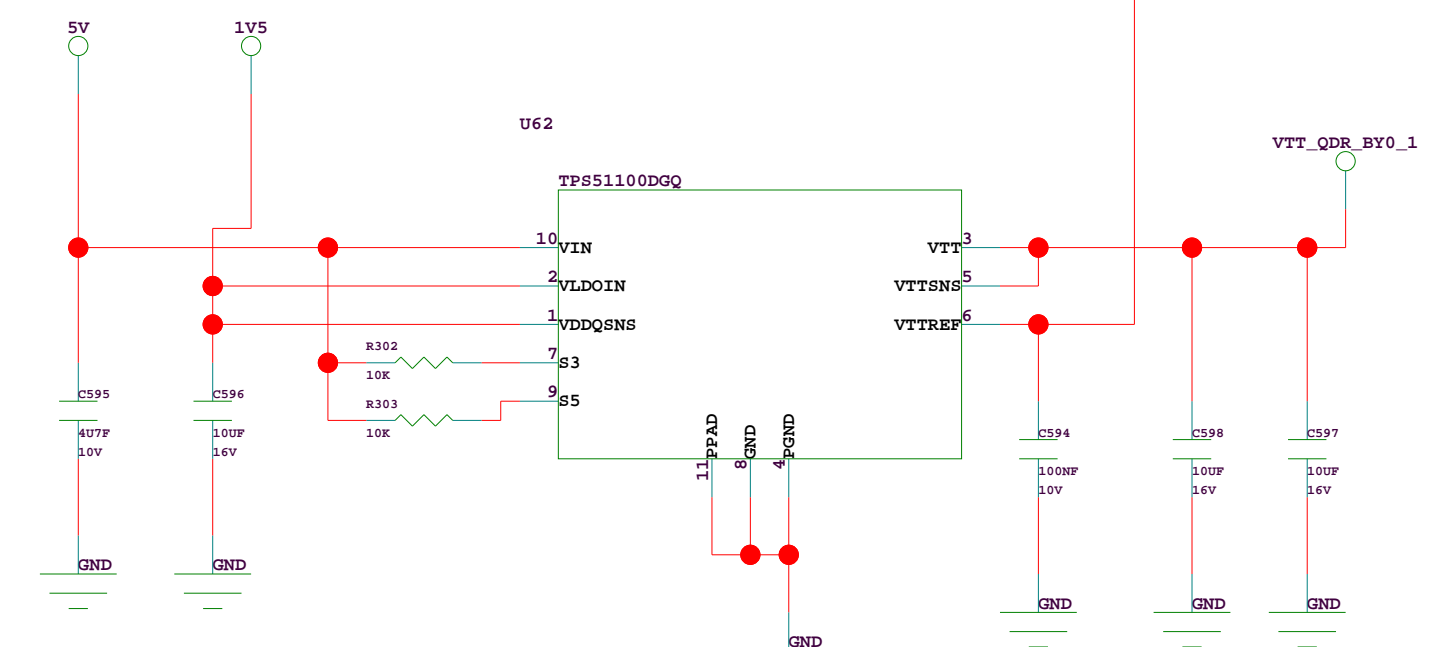 5V
1V5
U62
VTT_QDR_BY0_1
TPS51100DGQ
10 VIN
VTT 3
2 VLDOIN
VTTSNS 5
1 VDDQSNS
VTTREF 6
R302
10K
7 S3
R303
10K
9 S5
C595
4U7F
10V
C596
10UF
16V
11 PPAD
8 GND
4 PGND
C594
100NF
10V
C598
10UF
16V
C597
10UF
16V
GND
GND
GND
GND
GND
GND